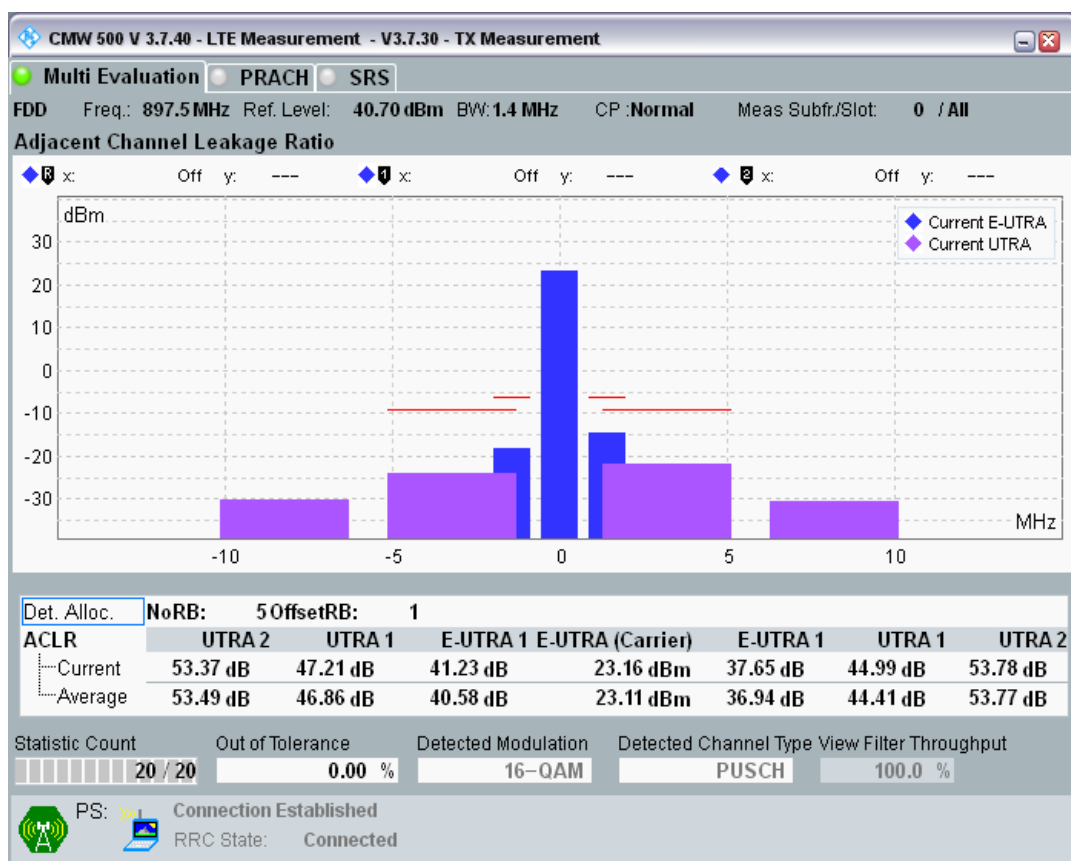 CMW 500 V 3.7.40 - LTE Measurement - V3.7.30 - TX Measurement
Multi Evaluation PRACH SRS
FDD Freq.: 897.5 MHz Ref. Level: 40.70 dBm BW: 1.4 MHz CP :Normal Meas Subfr./Slot: 0 / All
Adjacent Channel Leakage Ratio
R x: Off y: --- 1 x: Off y: --- 2 x: Off y: ---
dBm
Current E-UTRA
Current UTRA
30
20
10
0
-10
-20
-30
MHz
-10 -5 0 5 10
Det. Alloc. NoRB: 5 OffsetRB: 1
ACLR UTRA 2 UTRA 1 E-UTRA 1 E-UTRA (Carrier) E-UTRA 1 UTRA 1 UTRA 2
Current 53.37 dB 47.21 dB 41.23 dB 23.16 dBm 37.65 dB 44.99 dB 53.78 dB
Average 53.49 dB 46.86 dB 40.58 dB 23.11 dBm 36.94 dB 44.41 dB 53.77 dB
Statistic Count Out of Tolerance Detected Modulation Detected Channel Type View Filter Throughput
20 / 20 0.00 % 16-QAM PUSCH 100.0 %
PS: Connection Established
RRC State: Connected